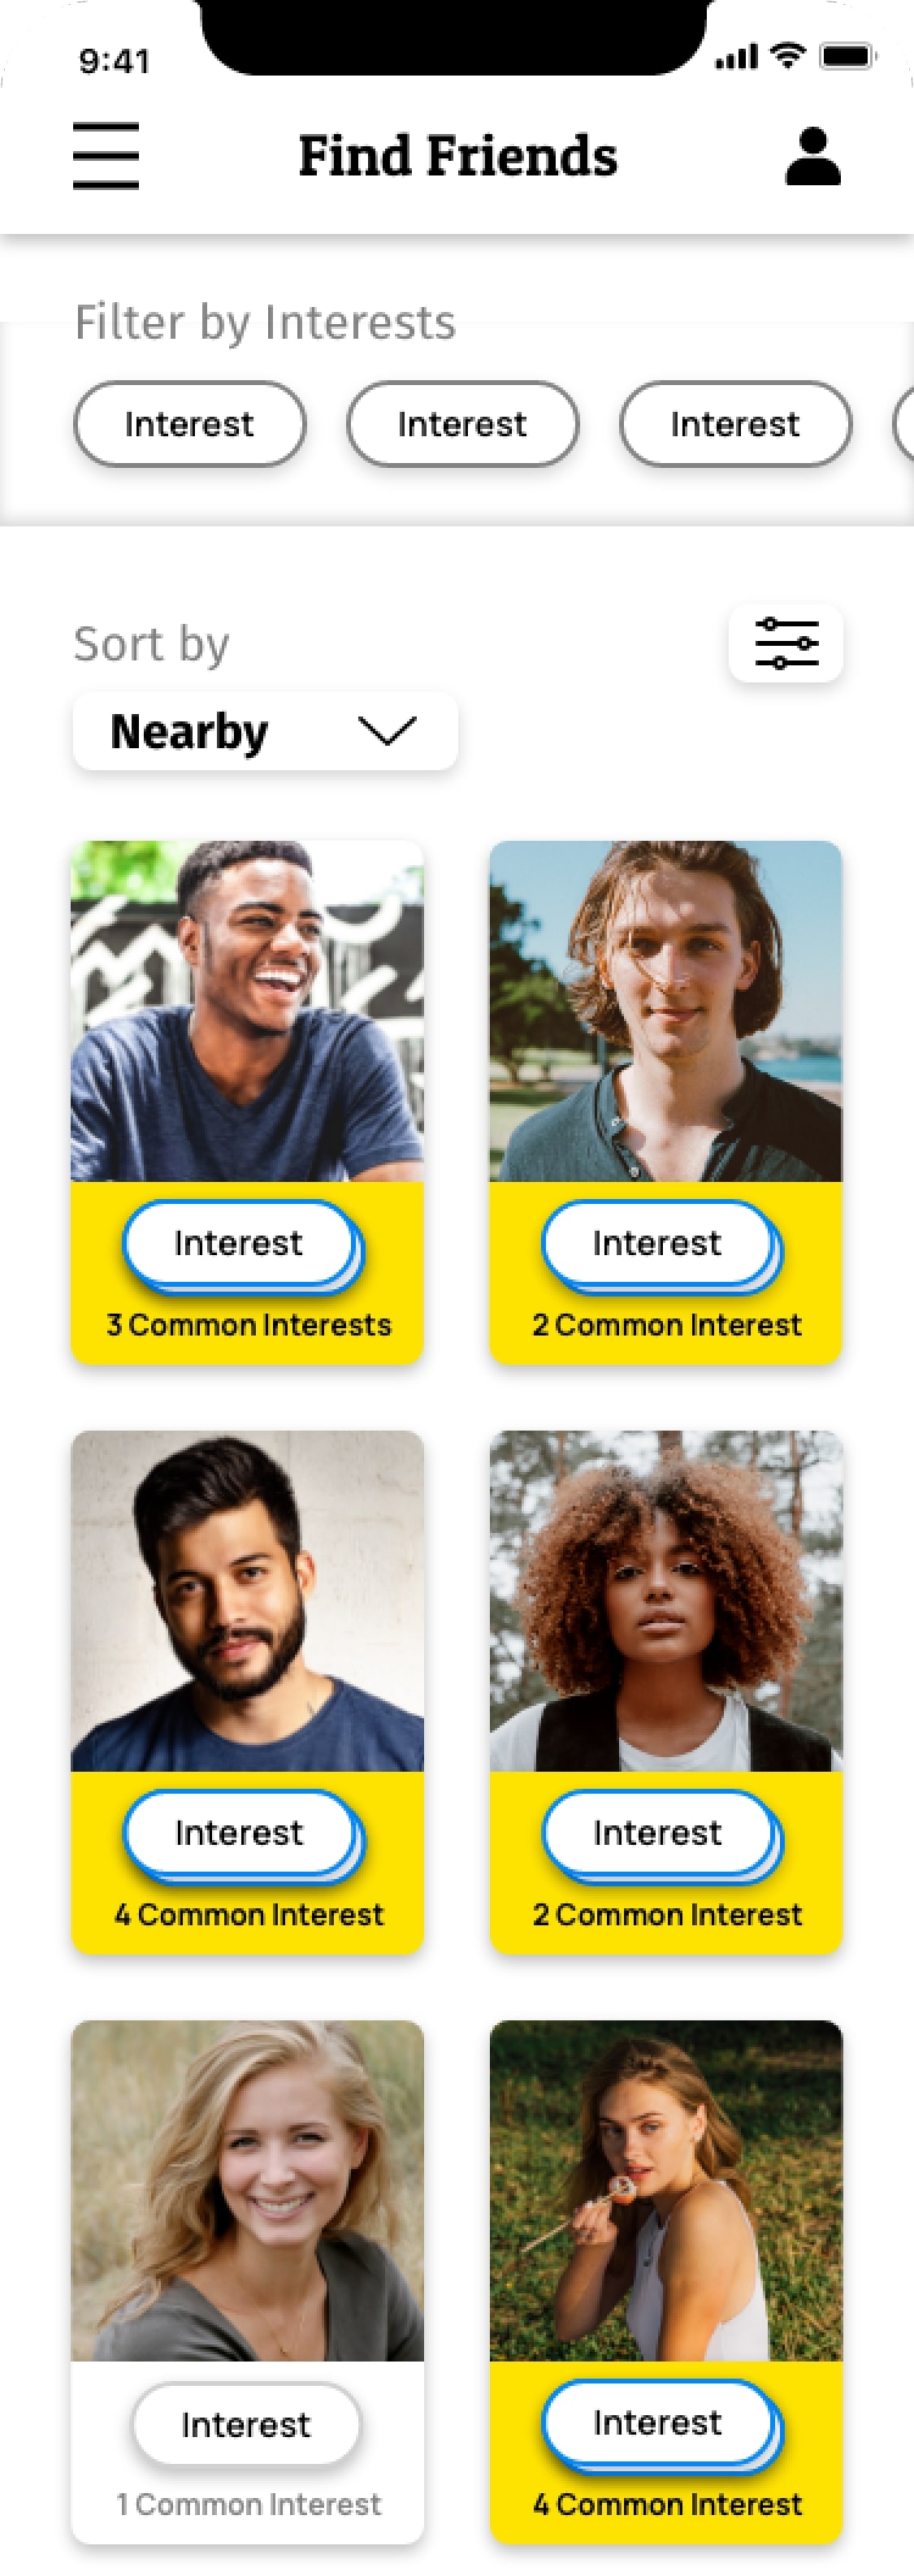 9:41
Find Friends
Filter by Interests
Interest Interest Interest
Sort by
Nearby
Interest Interest
3 Common Interests 2 Common Interest
Interest Interest
4 Common Interest 2 Common Interest
Interest Interest
1 Common Interest 4 Common Interest